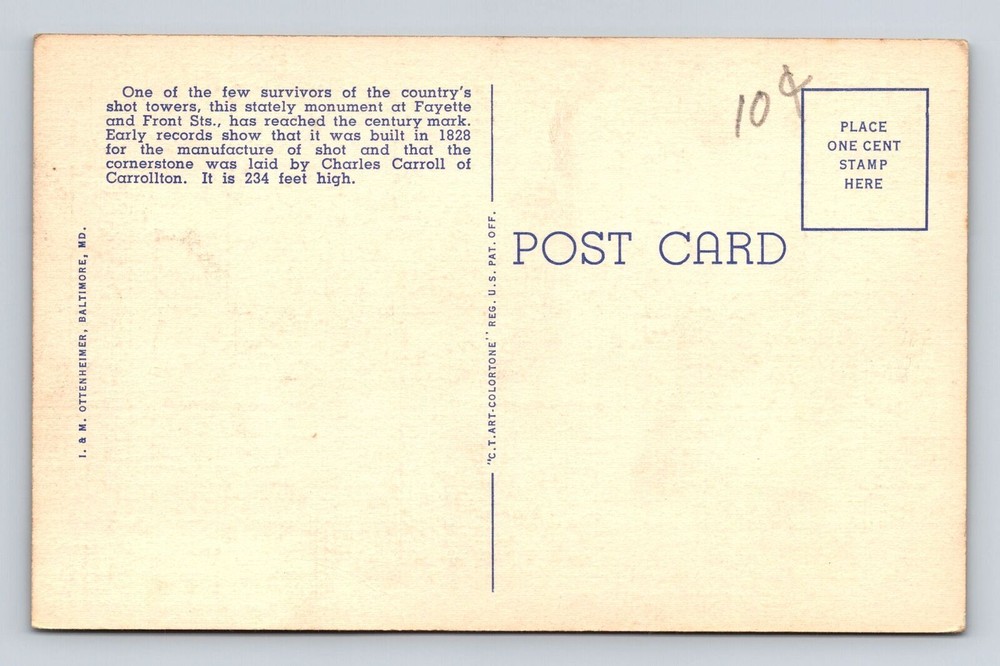 One of the few survivors of the country's
shot towers, this stately monument at Fayette
and Front Sts., has reached the century mark.
Early records show that it was built in 1828
for the manufacture of shot and that the
cornerstone was laid by Charles Carroll of
Carrollton. It is 234 feet high.
I. & M. OTTENHEIMER, BALTIMORE, MD.
"C.T.ART-COLORTONE" REG. U.S. PAT. OFF.
10¢
PLACE
ONE CENT
STAMP
HERE
POST CARD